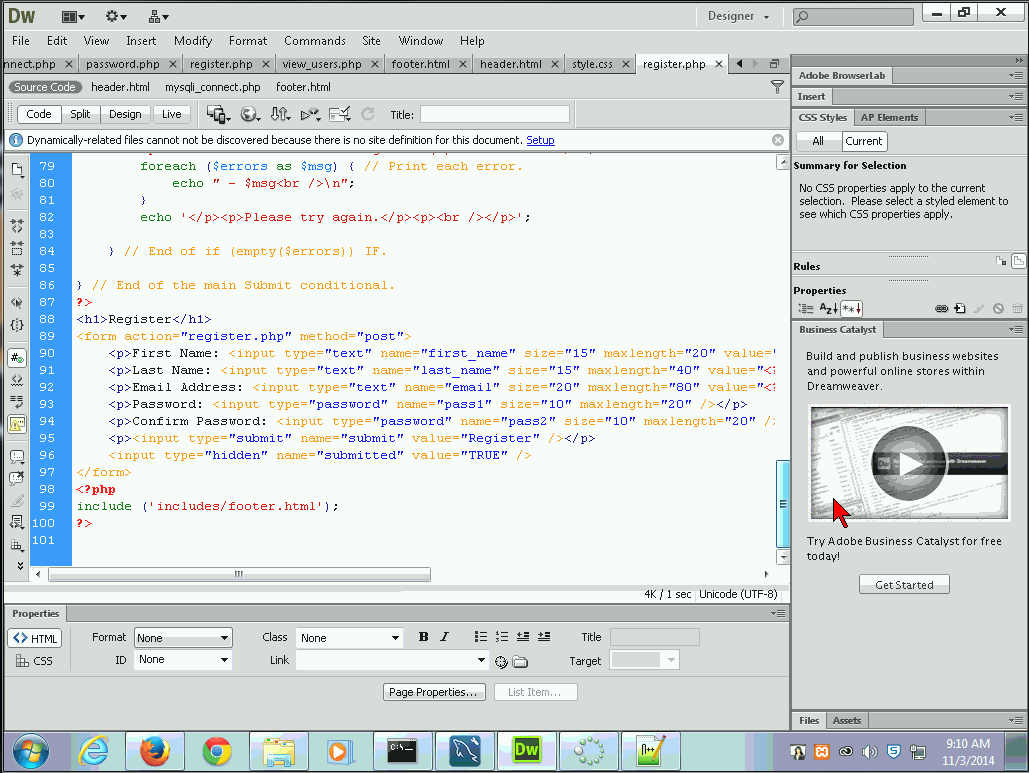 Dw
Designer
File Edit View Insert Modify Format Commands Site Window Help
nnect.php password.php register.php view_users.php footer.html header.html style.css register.php
Source Code header.html mysqli_connect.php footer.html
Code Split Design Live Title:
Dynamically-related files cannot not be discovered because there is no site definition for this document. Setup
79 foreach ($errors as $msg) { // Print each error.
80 echo " - $msg<br />\n";
81 }
82 echo '</p><p>Please try again.</p><p><br /></p>';
83
84 } // End of if (empty($errors)) IF.
85
86 } // End of the main Submit conditional.
87 ?>
88 <h1>Register</h1>
89 <form action="register.php" method="post">
90 <p>First Name: <input type="text" name="first_name" size="15" maxlength="20" value="
91 <p>Last Name: <input type="text" name="last_name" size="15" maxlength="40" value="<?
92 <p>Email Address: <input type="text" name="email" size="20" maxlength="80" value="<?
93 <p>Password: <input type="password" name="pass1" size="10" maxlength="20" /></p>
94 <p>Confirm Password: <input type="password" name="pass2" size="10" maxlength="20" />
95 <p><input type="submit" name="submit" value="Register" /></p>
96 <input type="hidden" name="submitted" value="TRUE" />
97 </form>
98 <?php
99 include ('includes/footer.html');
100 ?>
101
4K / 1 sec Unicode (UTF-8)
Properties
HTML Format None Class None B I Title
CSS ID None Link Target
Page Properties... List Item...
Adobe BrowserLab
Insert
CSS Styles AP Elements
All Current
Summary for Selection
No CSS properties apply to the current
selection. Please select a styled element to
see which CSS properties apply.
Rules
Properties
Business Catalyst
Build and publish business websites
and powerful online stores within
Dreamweaver.
Try Adobe Business Catalyst for free
today!
Get Started
Files Assets
Dw
9:10 AM
11/3/2014